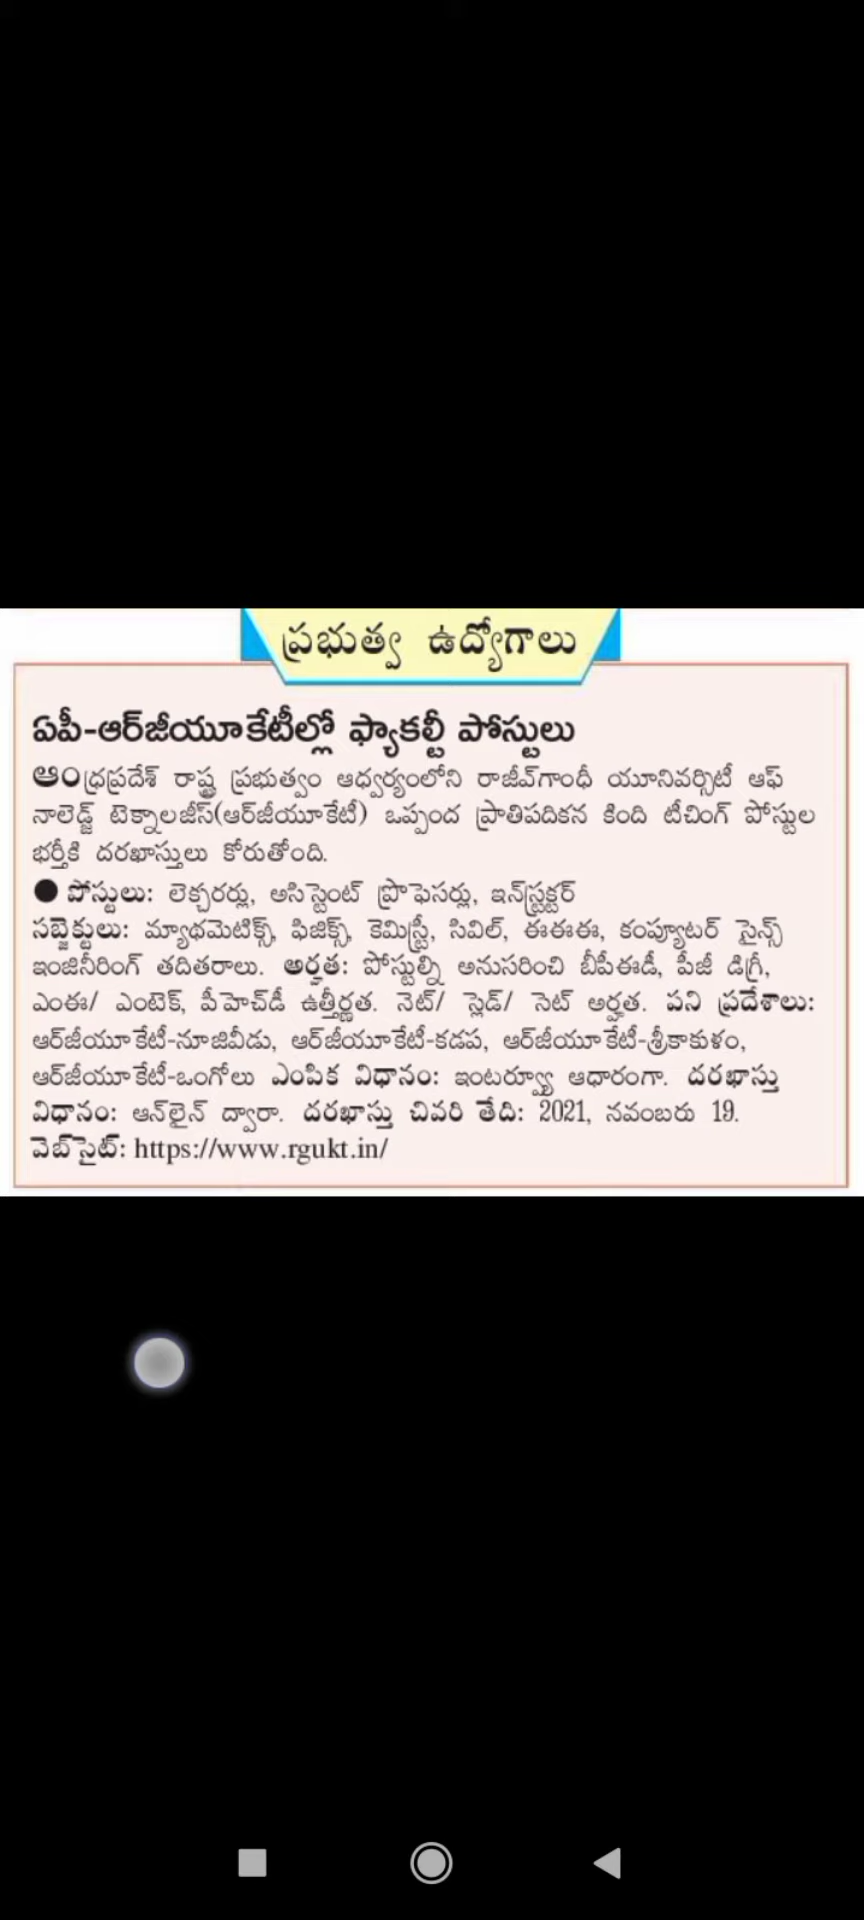 ప్రభుత్వ ఉద్యోగాలు
ఏపీ-ఆర్‌జీయూకేటీల్లో ఫ్యాకల్టీ పోస్టులు
ఆంధ్రప్రదేశ్ రాష్ట్ర ప్రభుత్వం ఆధ్వర్యంలోని రాజీవ్‌గాంధీ యూనివర్సిటీ ఆఫ్
నాలెడ్జ్ టెక్నాలజీస్(ఆర్‌జీయూకేటీ) ఒప్పంద ప్రాతిపదికన కింది టీచింగ్ పోస్టుల
భర్తీకి దరఖాస్తులు కోరుతోంది.
● పోస్టులు: లెక్చరర్లు, అసిస్టెంట్ ప్రొఫెసర్లు, ఇన్‌స్ట్రక్టర్
సబ్జెక్టులు: మ్యాథమెటిక్స్, ఫిజిక్స్, కెమిస్ట్రీ, సివిల్, ఈఈఈ, కంప్యూటర్ సైన్స్
ఇంజినీరింగ్ తదితరాలు. అర్హత: పోస్టుల్ని అనుసరించి బీపీఈడీ, పీజీ డిగ్రీ,
ఎంఈ/ ఎంటెక్, పీహెచ్‌డీ ఉత్తీర్ణత. నెట్/ స్లెడ్/ సెట్ అర్హత. పని ప్రదేశాలు:
ఆర్‌జీయూకేటీ-నూజివీడు, ఆర్‌జీయూకేటీ-కడప, ఆర్‌జీయూకేటీ-శ్రీకాకుళం,
ఆర్‌జీయూకేటీ-ఒంగోలు ఎంపిక విధానం: ఇంటర్వ్యూ ఆధారంగా. దరఖాస్తు
విధానం: ఆన్‌లైన్ ద్వారా. దరఖాస్తు చివరి తేది: 2021, నవంబరు 19.
వెబ్‌సైట్: https://www.rgukt.in/